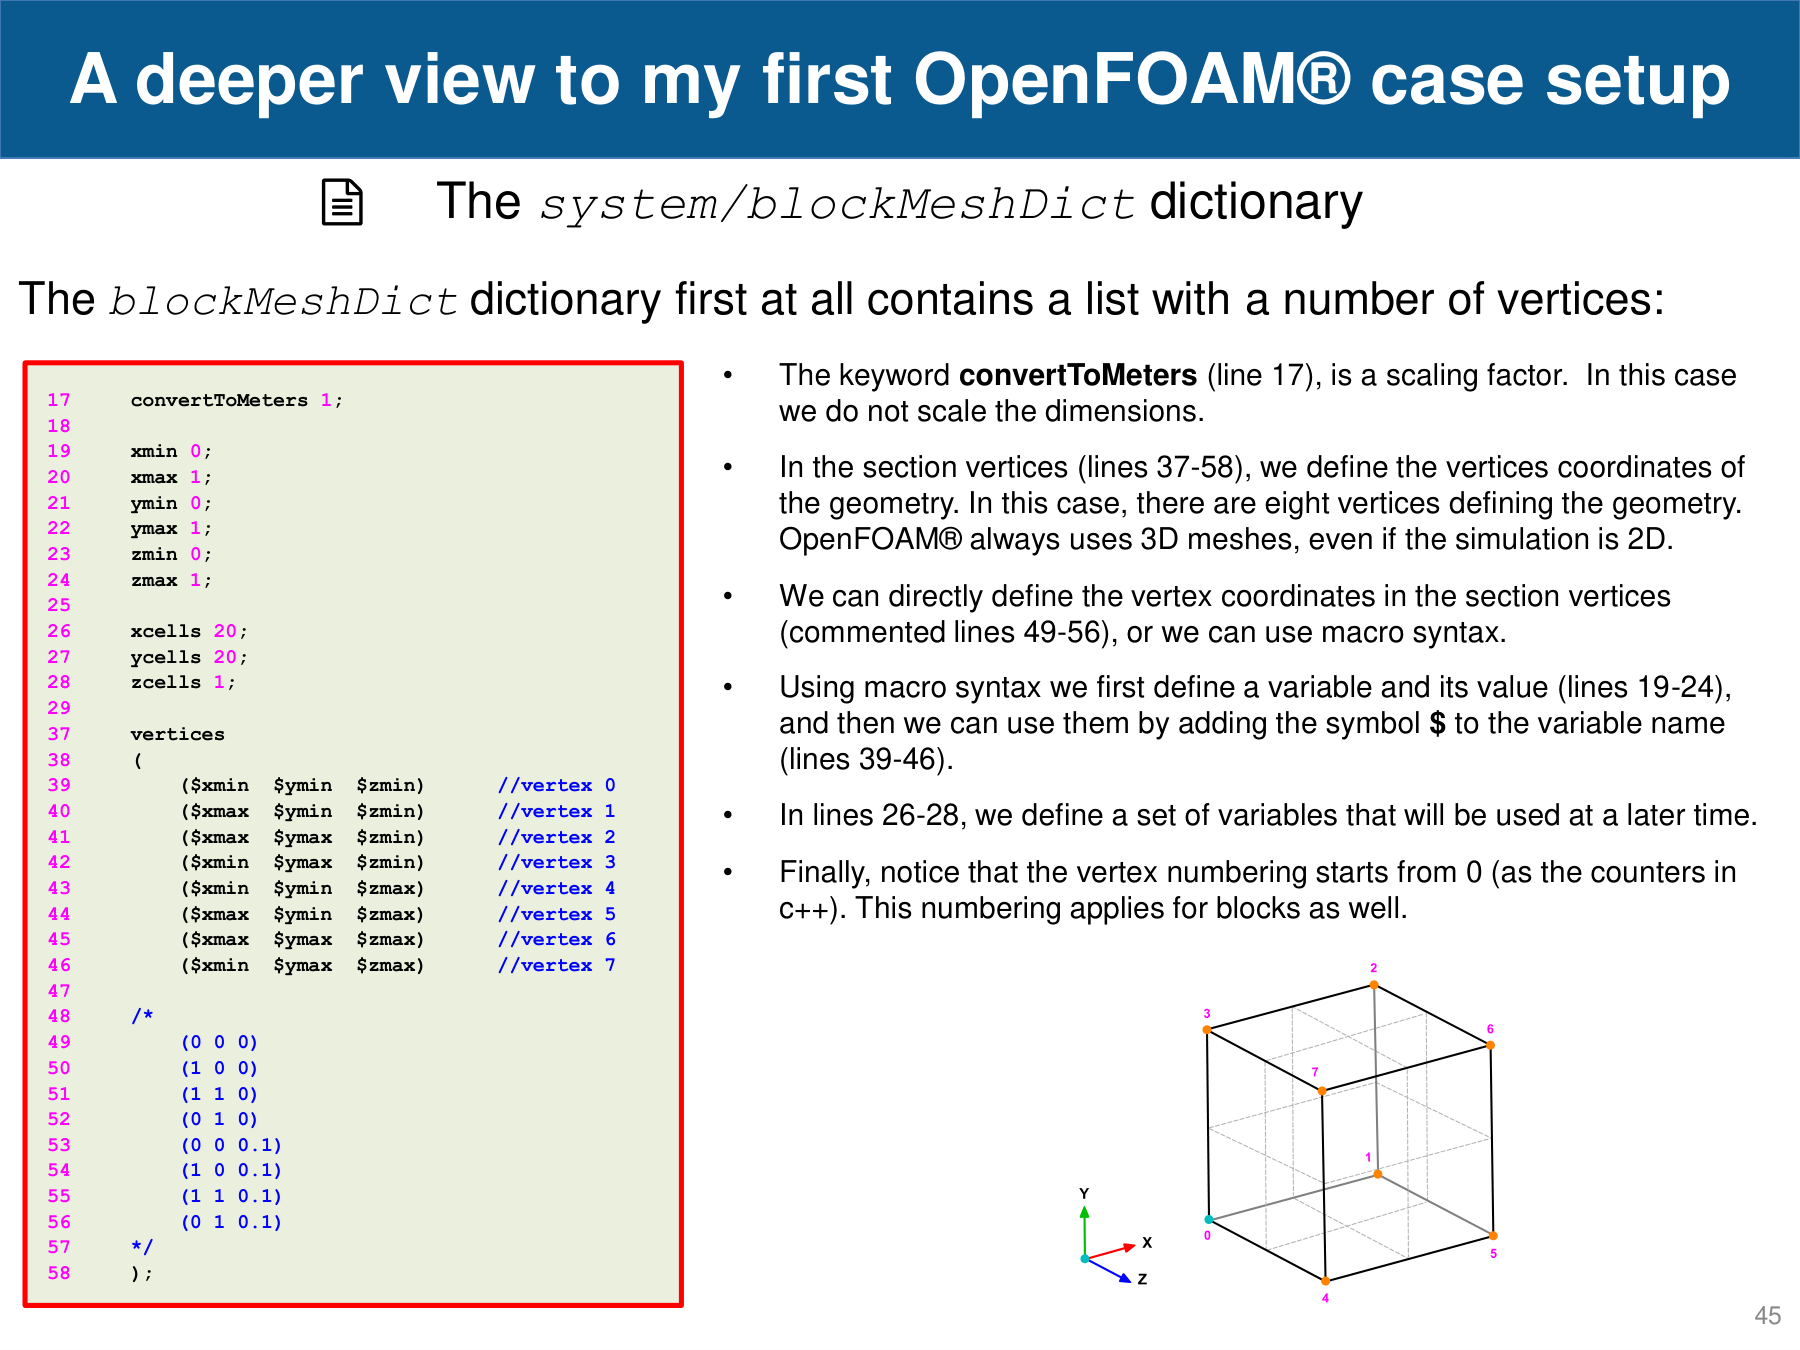 A deeper view to my first OpenFOAM® case setup
The system/blockMeshDict dictionary
The blockMeshDict dictionary first at all contains a list with a number of vertices:
17 convertToMeters 1;
18
19 xmin 0;
20 xmax 1;
21 ymin 0;
22 ymax 1;
23 zmin 0;
24 zmax 1;
25
26 xcells 20;
27 ycells 20;
28 zcells 1;
29
37 vertices
38 (
39 ($xmin $ymin $zmin) //vertex 0
40 ($xmax $ymin $zmin) //vertex 1
41 ($xmax $ymax $zmin) //vertex 2
42 ($xmin $ymax $zmin) //vertex 3
43 ($xmin $ymin $zmax) //vertex 4
44 ($xmax $ymin $zmax) //vertex 5
45 ($xmax $ymax $zmax) //vertex 6
46 ($xmin $ymax $zmax) //vertex 7
47
48 /*
49 (0 0 0)
50 (1 0 0)
51 (1 1 0)
52 (0 1 0)
53 (0 0 0.1)
54 (1 0 0.1)
55 (1 1 0.1)
56 (0 1 0.1)
57 */
58 );
• The keyword convertToMeters (line 17), is a scaling factor. In this case
we do not scale the dimensions.
• In the section vertices (lines 37-58), we define the vertices coordinates of
the geometry. In this case, there are eight vertices defining the geometry.
OpenFOAM® always uses 3D meshes, even if the simulation is 2D.
• We can directly define the vertex coordinates in the section vertices
(commented lines 49-56), or we can use macro syntax.
• Using macro syntax we first define a variable and its value (lines 19-24),
and then we can use them by adding the symbol $ to the variable name
(lines 39-46).
• In lines 26-28, we define a set of variables that will be used at a later time.
• Finally, notice that the vertex numbering starts from 0 (as the counters in
c++). This numbering applies for blocks as well.
2
3
6
7
1
Y
X
Z
0
5
4
45